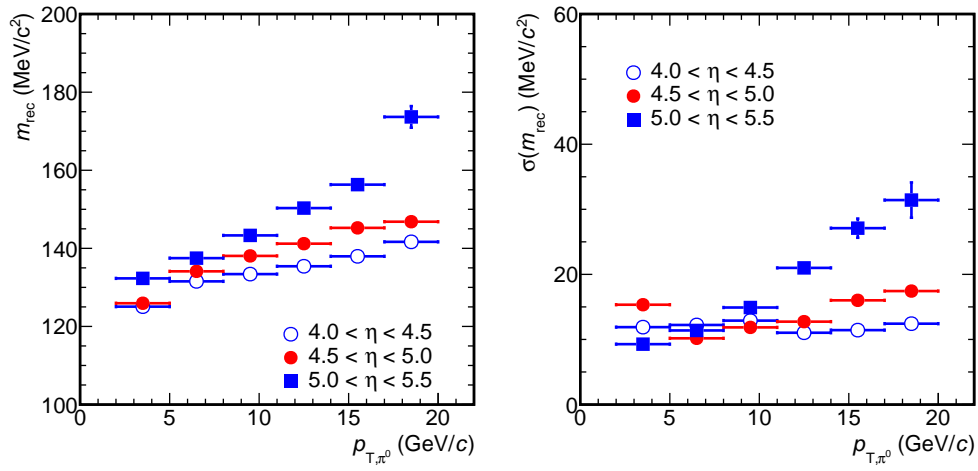 m_rec (MeV/c²)
200
180
160
140
120
100
4.0 < η < 4.5
4.5 < η < 5.0
5.0 < η < 5.5
0 5 10 15 20
p_T,π⁰ (GeV/c)
σ(m_rec) (MeV/c²)
60
40
20
0
4.0 < η < 4.5
4.5 < η < 5.0
5.0 < η < 5.5
0 5 10 15 20
p_T,π⁰ (GeV/c)